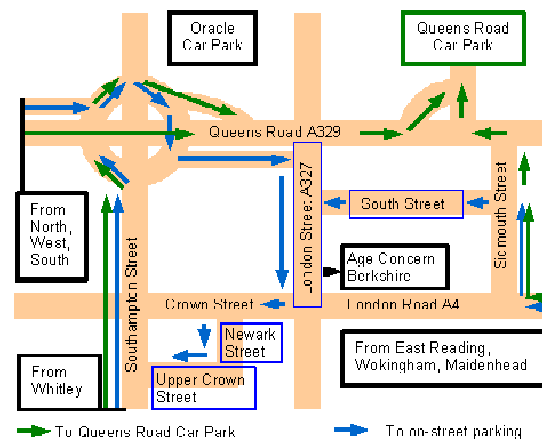 Oracle
Car Park
Queens Road
Car Park
Queens Road A329
From
North,
West,
South
Southampton Street
London Street A327
South Street
Sidmouth Street
Age Concern
Berkshire
Crown Street
London Road A4
Newark
Street
Upper Crown
Street
From East Reading,
Wokingham, Maidenhead
From
Whitley
To Queens Road Car Park
To on-street parking